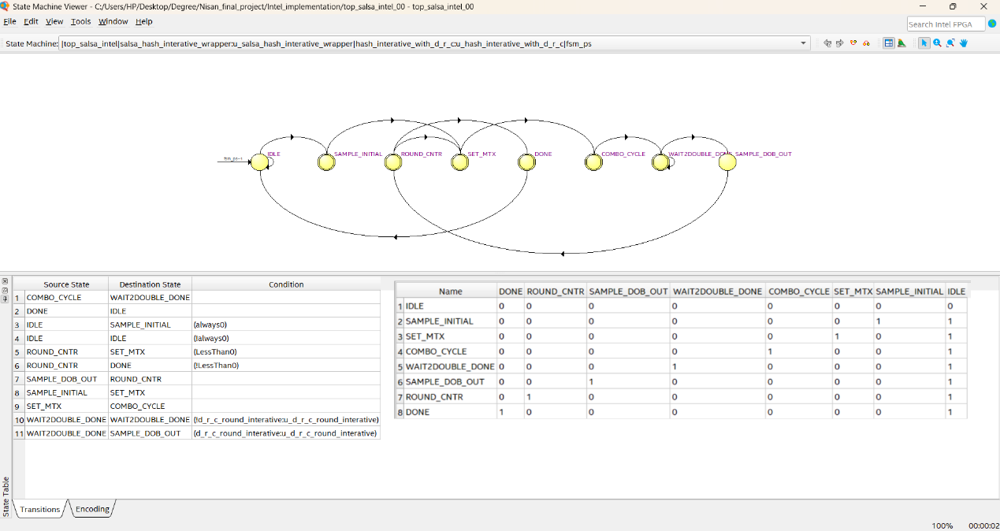 State Machine Viewer - C:/Users/HP/Desktop/Degree/Nisan_final_project/Intel_implementation/top_salsa_intel_00 - top_salsa_intel_00
File Edit View Tools Window Help
Search Intel FPGA
State Machine: |top_salsa_intel|salsa_hash_interative_wrapper:u_salsa_hash_interative_wrapper|hash_interative_with_d_r_c:u_hash_interative_with_d_r_c|fsm_ps
IDLE SAMPLE_INITIAL ROUND_CNTR SET_MTX DONE COMBO_CYCLE WAIT2DOUBLE_DONE SAMPLE_DOB_OUT
Source State Destination State Condition
1 COMBO_CYCLE WAIT2DOUBLE_DONE
2 DONE IDLE
3 IDLE SAMPLE_INITIAL (always0)
4 IDLE IDLE (!always0)
5 ROUND_CNTR SET_MTX (LessThan0)
6 ROUND_CNTR DONE (!LessThan0)
7 SAMPLE_DOB_OUT ROUND_CNTR
8 SAMPLE_INITIAL SET_MTX
9 SET_MTX COMBO_CYCLE
10 WAIT2DOUBLE_DONE WAIT2DOUBLE_DONE (!d_r_c_round_interative:u_d_r_c_round_interative)
11 WAIT2DOUBLE_DONE SAMPLE_DOB_OUT (d_r_c_round_interative:u_d_r_c_round_interative)
Name DONE ROUND_CNTR SAMPLE_DOB_OUT WAIT2DOUBLE_DONE COMBO_CYCLE SET_MTX SAMPLE_INITIAL IDLE
1 IDLE 0 0 0 0 0 0 0 0
2 SAMPLE_INITIAL 0 0 0 0 0 0 1 1
3 SET_MTX 0 0 0 0 0 1 0 1
4 COMBO_CYCLE 0 0 0 0 1 0 0 1
5 WAIT2DOUBLE_DONE 0 0 0 1 0 0 0 1
6 SAMPLE_DOB_OUT 0 0 1 0 0 0 0 1
7 ROUND_CNTR 0 1 0 0 0 0 0 1
8 DONE 1 0 0 0 0 0 0 1
State Table
Transitions Encoding
100% 00:00:02